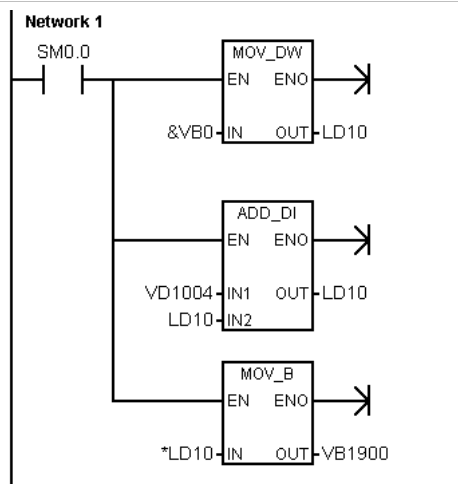 Network 1
SM0.0
MOV_DW
EN ENO
&VB0 IN OUT LD10
ADD_DI
EN ENO
VD1004 IN1 OUT LD10
LD10 IN2
MOV_B
EN ENO
*LD10 IN OUT VB1900